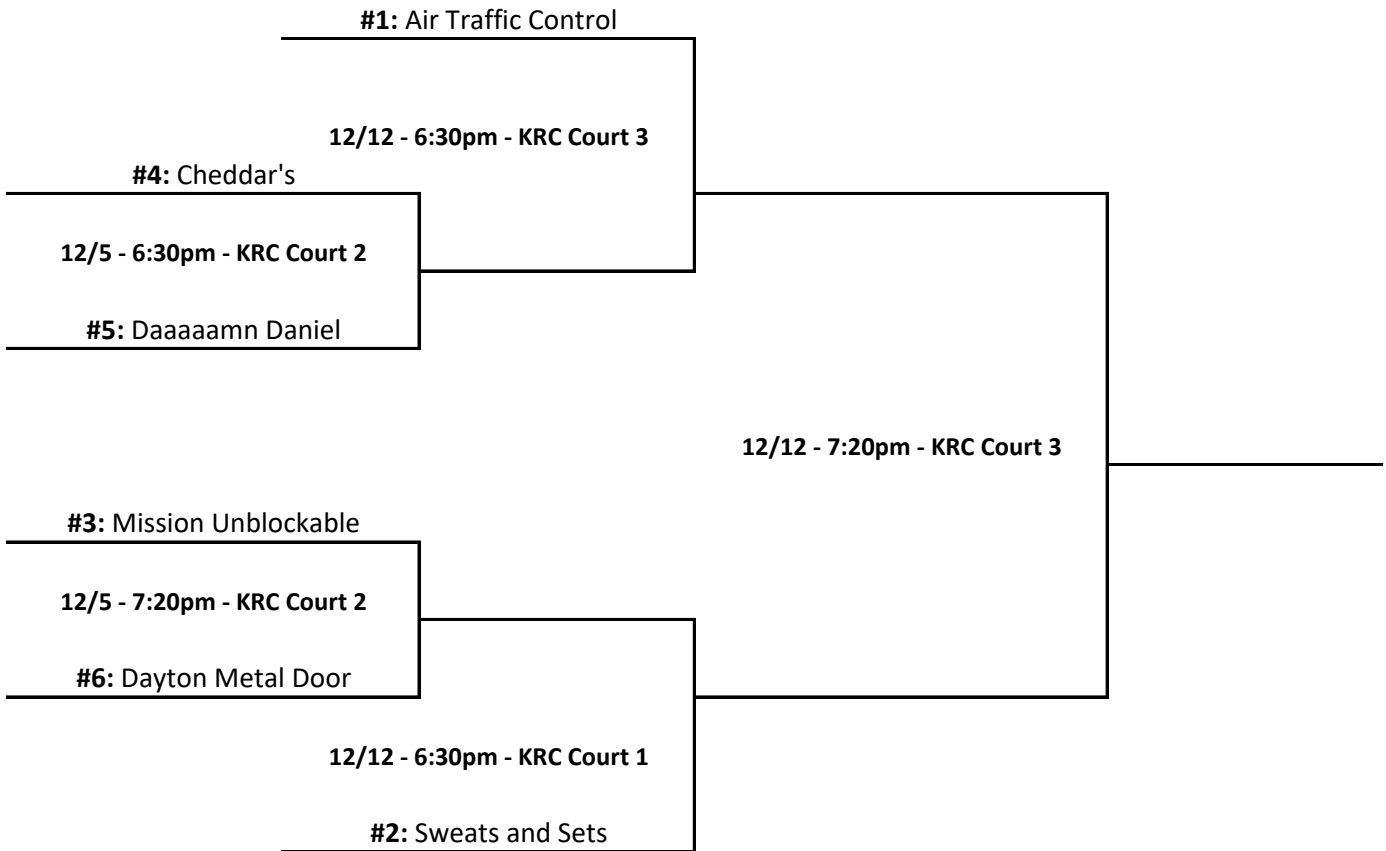 #1: Air Traffic Control
12/12 - 6:30pm - KRC Court 3
#4: Cheddar's
12/5 - 6:30pm - KRC Court 2
#5: Daaaaamn Daniel
12/12 - 7:20pm - KRC Court 3
#3: Mission Unblockable
12/5 - 7:20pm - KRC Court 2
#6: Dayton Metal Door
12/12 - 6:30pm - KRC Court 1
#2: Sweats and Sets